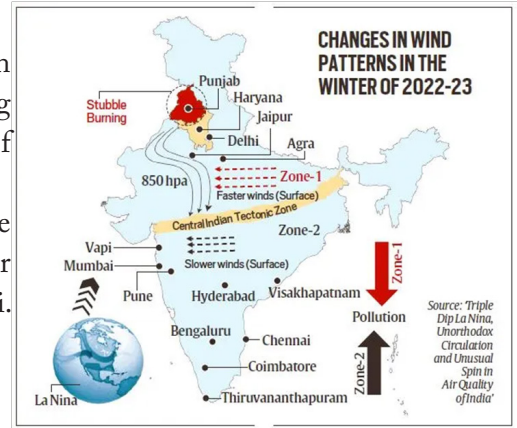 CHANGES IN WIND
PATTERNS IN THE
WINTER OF 2022-23
Punjab
Stubble
Burning
Haryana
Jaipur
Delhi
Agra
850 hpa
Zone-1
Faster winds (Surface)
Central Indian Tectonic Zone
Zone-2
Vapi
Slower winds (Surface)
Mumbai
Pune
Hyderabad
Visakhapatnam
Zone-1
Pollution
Zone-2
Bengaluru
Chennai
Coimbatore
Thiruvananthapuram
La Nina
Source: 'Triple
Dip La Nina,
Unorthodox
Circulation
and Unusual
Spin in
Air Quality
of India'